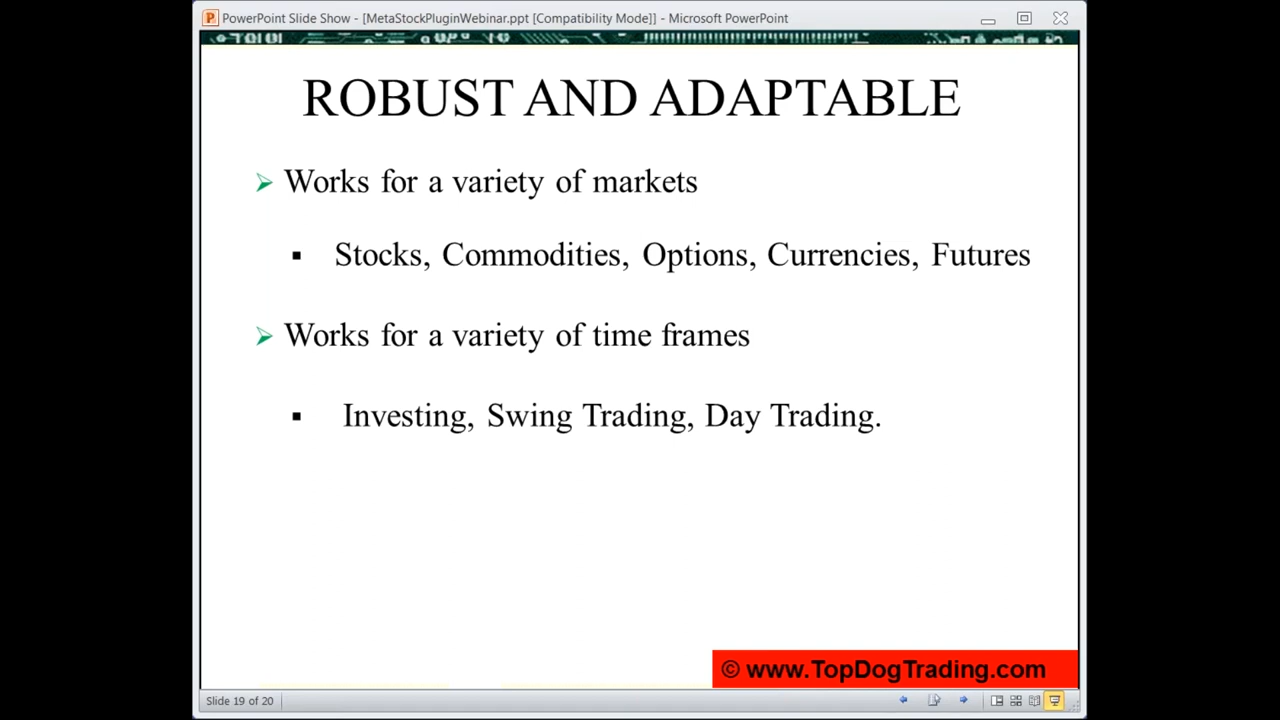 PowerPoint Slide Show - [MetaStockPluginWebinar.ppt [Compatibility Mode]] - Microsoft PowerPoint
ROBUST AND ADAPTABLE
Works for a variety of markets
Stocks, Commodities, Options, Currencies, Futures
Works for a variety of time frames
Investing, Swing Trading, Day Trading.
© www.TopDogTrading.com
Slide 19 of 20